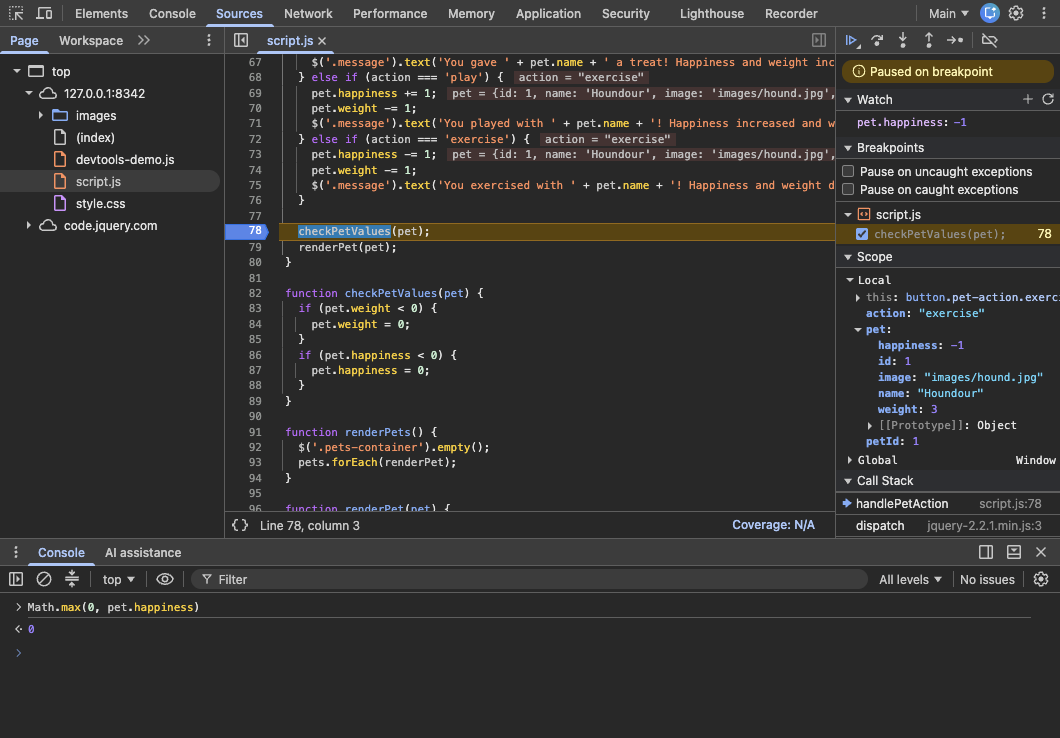 Elements Console Sources Network Performance Memory Application Security Lighthouse Recorder Main
Page Workspace
script.js
top
127.0.0.1:8342
images
(index)
devtools-demo.js
script.js
style.css
code.jquery.com
67 $('.message').text('You gave ' + pet.name + ' a treat! Happiness and weight inc
68 } else if (action === 'play') { action = "exercise"
69 pet.happiness += 1; pet = {id: 1, name: 'Houndour', image: 'images/hound.jpg',
70 pet.weight -= 1;
71 $('.message').text('You played with ' + pet.name + '! Happiness increased and w
72 } else if (action === 'exercise') { action = "exercise"
73 pet.happiness -= 1; pet = {id: 1, name: 'Houndour', image: 'images/hound.jpg',
74 pet.weight -= 1;
75 $('.message').text('You exercised with ' + pet.name + '! Happiness and weight d
76 }
77
78 checkPetValues(pet);
79 renderPet(pet);
80 }
81
82 function checkPetValues(pet) {
83 if (pet.weight < 0) {
84 pet.weight = 0;
85 }
86 if (pet.happiness < 0) {
87 pet.happiness = 0;
88 }
89 }
90
91 function renderPets() {
92 $('.pets-container').empty();
93 pets.forEach(renderPet);
94 }
95
96 function renderPet(pet) {
{} Line 78, column 3 Coverage: N/A
Paused on breakpoint
Watch
pet.happiness: -1
Breakpoints
Pause on uncaught exceptions
Pause on caught exceptions
script.js
checkPetValues(pet); 78
Scope
Local
this: button.pet-action.exerc
action: "exercise"
pet:
happiness: -1
id: 1
image: "images/hound.jpg"
name: "Houndour"
weight: 3
[[Prototype]]: Object
petId: 1
Global Window
Call Stack
handlePetAction script.js:78
dispatch jquery-2.2.1.min.js:3
Console AI assistance
top Filter All levels No issues
Math.max(0, pet.happiness)
0